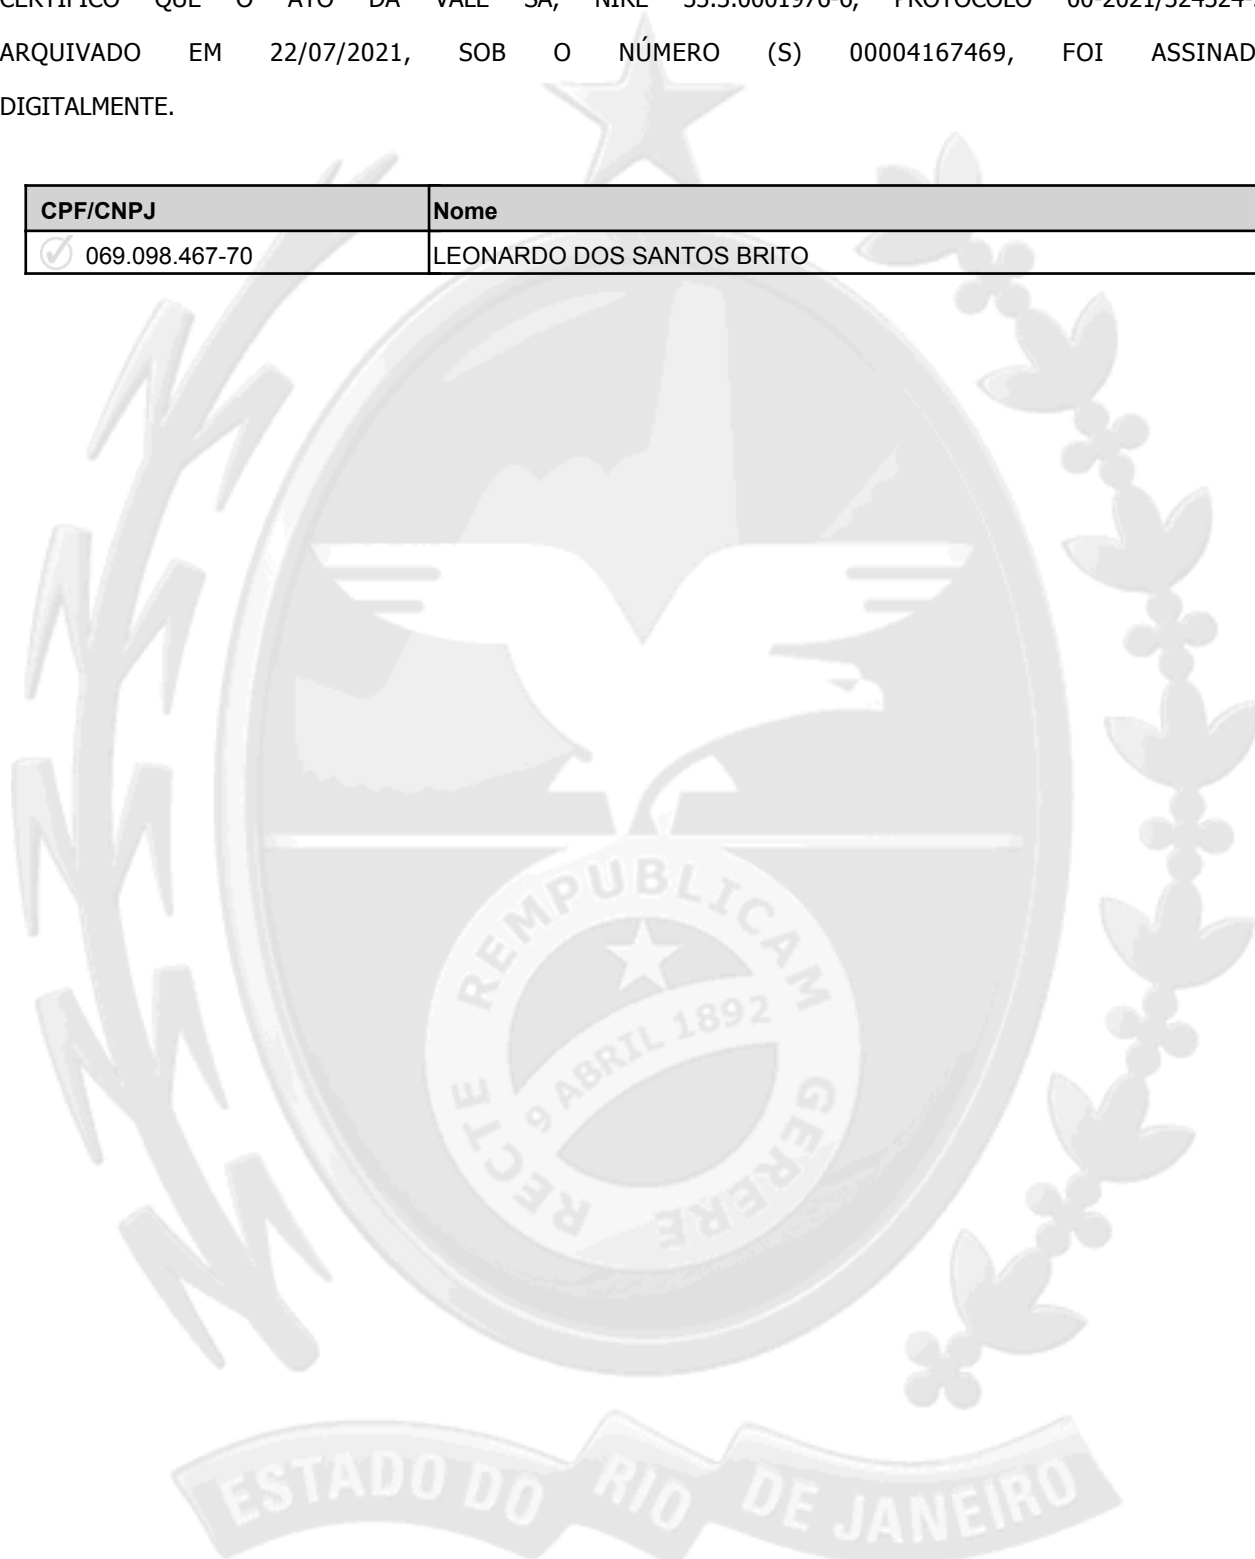 CERTIFICO QUE O ATO DA VALE SA, NIRE PROTOCOLO
ARQUIVADO EM 22/07/2021, SOB O NÚMERO (S) 00004167469, FOI ASSINAD
DIGITALMENTE.
CPF/CNPJ Nome
069.098.467-70 LEONARDO DOS SANTOS BRITO
RECTE REMPUBLICAM GERERE
9 ABRIL 1892
ESTADO DO RIO DE JANEIRO